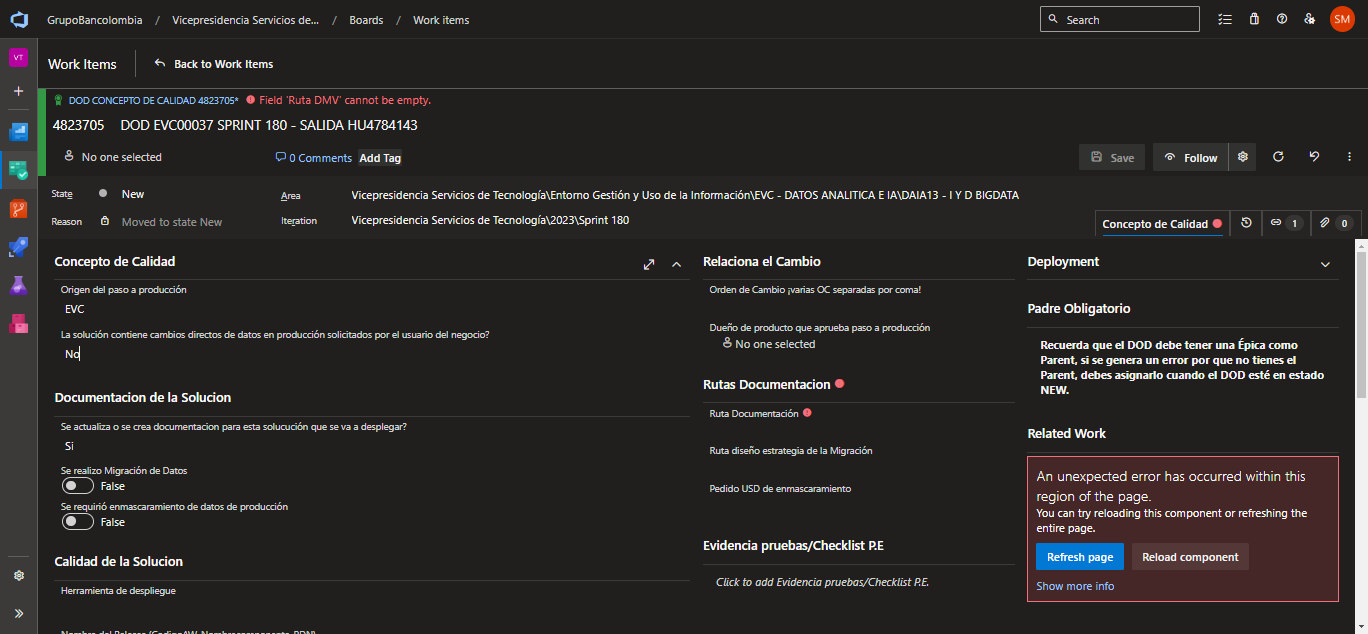 GrupoBancolombia / Vicepresidencia Servicios de... / Boards / Work items
Search
SM
VT
Work Items
Back to Work Items
DOD CONCEPTO DE CALIDAD 4823705* Field 'Ruta DMV' cannot be empty.
4823705 DOD EVC00037 SPRINT 180 - SALIDA HU4784143
No one selected
0 Comments
Add Tag
Save
Follow
State
New
Area
Vicepresidencia Servicios de Tecnología\Entorno Gestión y Uso de la Información\EVC - DATOS ANALITICA E IA\DAIA13 - I Y D BIGDATA
Reason
Moved to state New
Iteration
Vicepresidencia Servicios de Tecnología\2023\Sprint 180
Concepto de Calidad
1
0
Concepto de Calidad
Origen del paso a producción
EVC
La solución contiene cambios directos de datos en producción solicitados por el usuario del negocio?
No
Documentacion de la Solucion
Se actualiza o se crea documentacion para esta solucución que se va a desplegar?
Si
Se realizo Migración de Datos
False
Se requirió enmascaramiento de datos de producción
False
Calidad de la Solucion
Herramienta de despliegue
Relaciona el Cambio
Orden de Cambio ¡varias OC separadas por coma!
Dueño de producto que aprueba paso a producción
No one selected
Rutas Documentacion
Ruta Documentación
Ruta diseño estrategia de la Migración
Pedido USD de enmascaramiento
Evidencia pruebas/Checklist P.E
Click to add Evidencia pruebas/Checklist P.E.
Deployment
Padre Obligatorio
Recuerda que el DOD debe tener una Épica como
Parent, si se genera un error por que no tienes el
Parent, debes asignarlo cuando el DOD esté en estado
NEW.
Related Work
An unexpected error has occurred within this
region of the page.
You can try reloading this component or refreshing the
entire page.
Refresh page
Reload component
Show more info